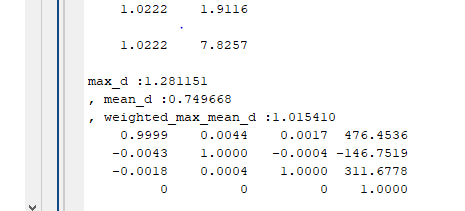 1.0222 1.9116
1.0222 7.8257
max_d :1.281151
, mean_d :0.749668
, weighted_max_mean_d :1.015410
0.9999 0.0044 0.0017 476.4536
-0.0043 1.0000 -0.0004 -146.7519
-0.0018 0.0004 1.0000 311.6778
0 0 0 1.0000